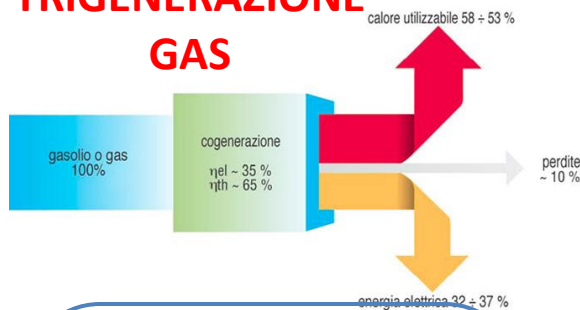 TRIGENERAZIONE
GAS
calore utilizzabile 58 ÷ 53 %
gasolio o gas
100%
cogenerazione
ηel ~ 35 %
ηth ~ 65 %
perdite
~ 10 %
energia elettrica 32 ÷ 37 %